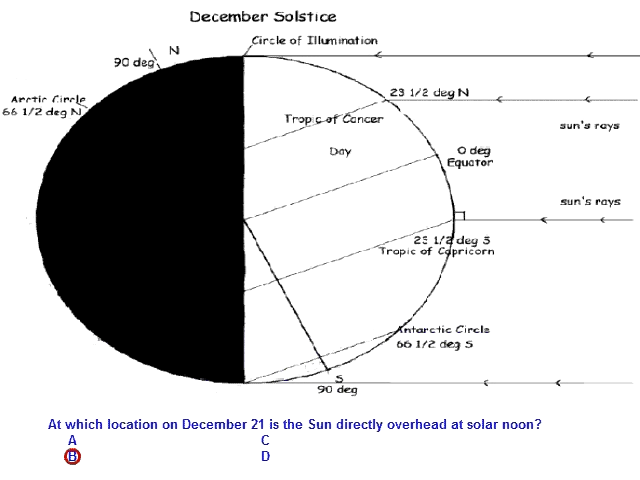 December Solstice
Circle of Illumination
N
90 deg
23 1/2 deg N
Arctic Circle
66 1/2 deg N
Tropic of Cancer
sun's rays
Day
0 deg
Equator
sun's rays
23 1/2 deg S
Tropic of Capricorn
Antarctic Circle
66 1/2 deg S
S
90 deg
At which location on December 21 is the Sun directly overhead at solar noon?
A C
B D